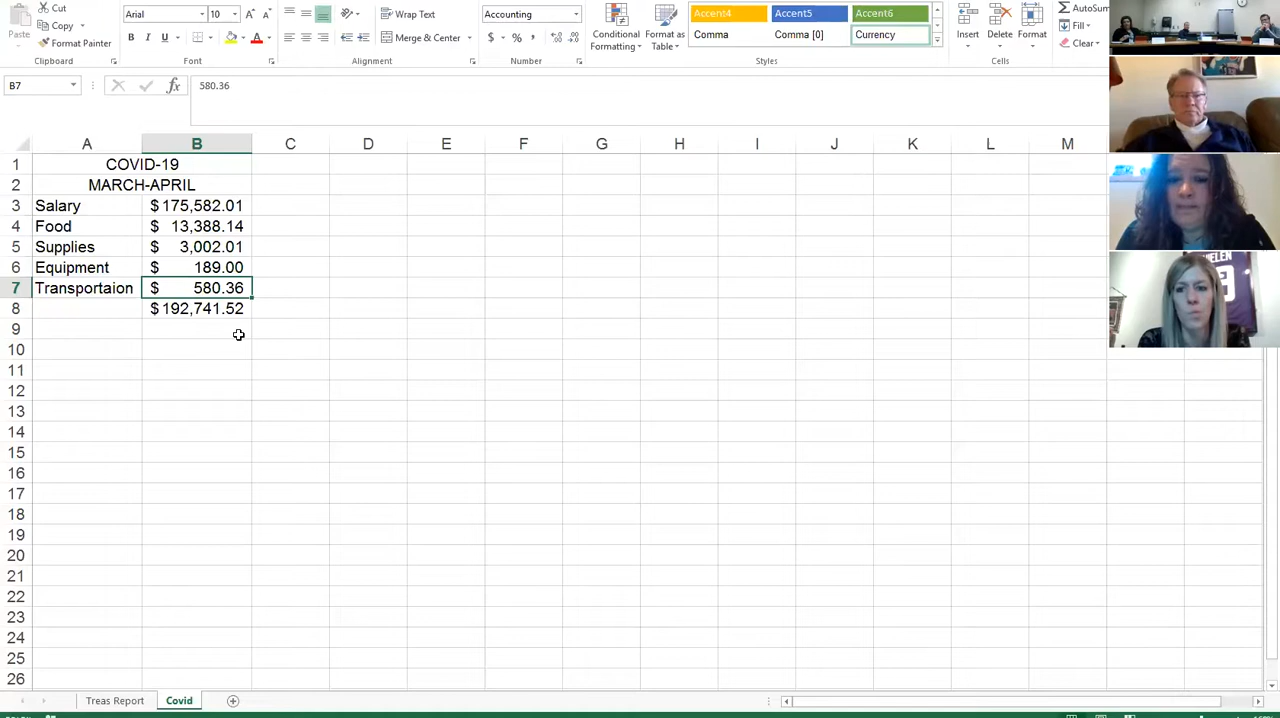 Cut
Copy
Paste
Format Painter
Clipboard
Arial 10
B I U
Font
Wrap Text
Merge & Center
Alignment
Accounting
$ % ,
Number
Conditional
Formatting
Format as
Table
Accent4 Accent5 Accent6
Comma Comma [0] Currency
Styles
Insert Delete Format
Cells
AutoSum
Fill
Clear
B7 fx 580.36
A B C D E F G H I J K L M
1 COVID-19
2 MARCH-APRIL
3 Salary $ 175,582.01
4 Food $ 13,388.14
5 Supplies $ 3,002.01
6 Equipment $ 189.00
7 Transportaion $ 580.36
8 $ 192,741.52
9
10
11
12
13
14
15
16
17
18
19
20
21
22
23
24
25
26
Treas Report Covid